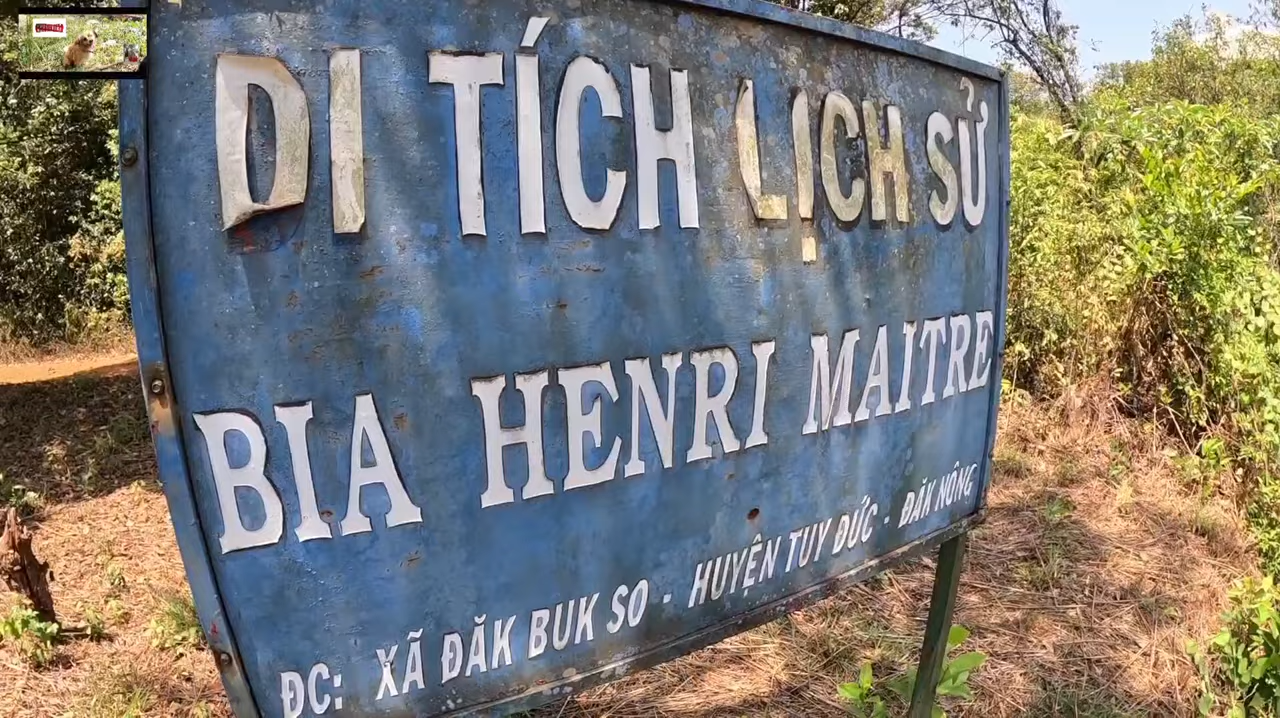 DI TÍCH LỊCH SỬ
BIA HENRI MAITRE
ĐC: XÃ ĐĂK BUK SO - HUYỆN TUY ĐỨC - ĐĂK NÔNG